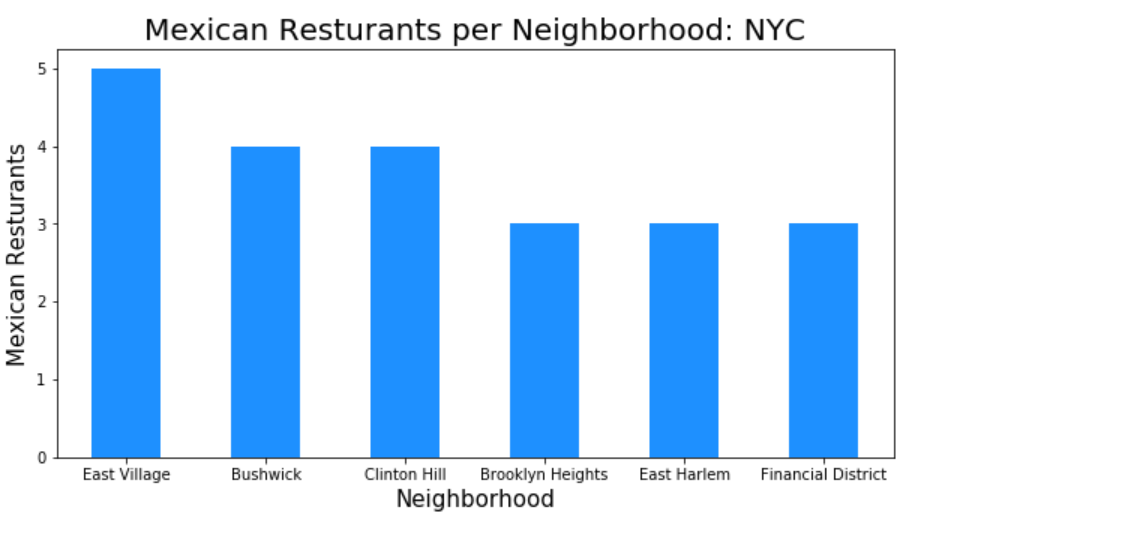 Mexican Resturants per Neighborhood: NYC
Mexican Resturants
5
4
3
2
1
0
East Village Bushwick Clinton Hill Brooklyn Heights East Harlem Financial District
Neighborhood